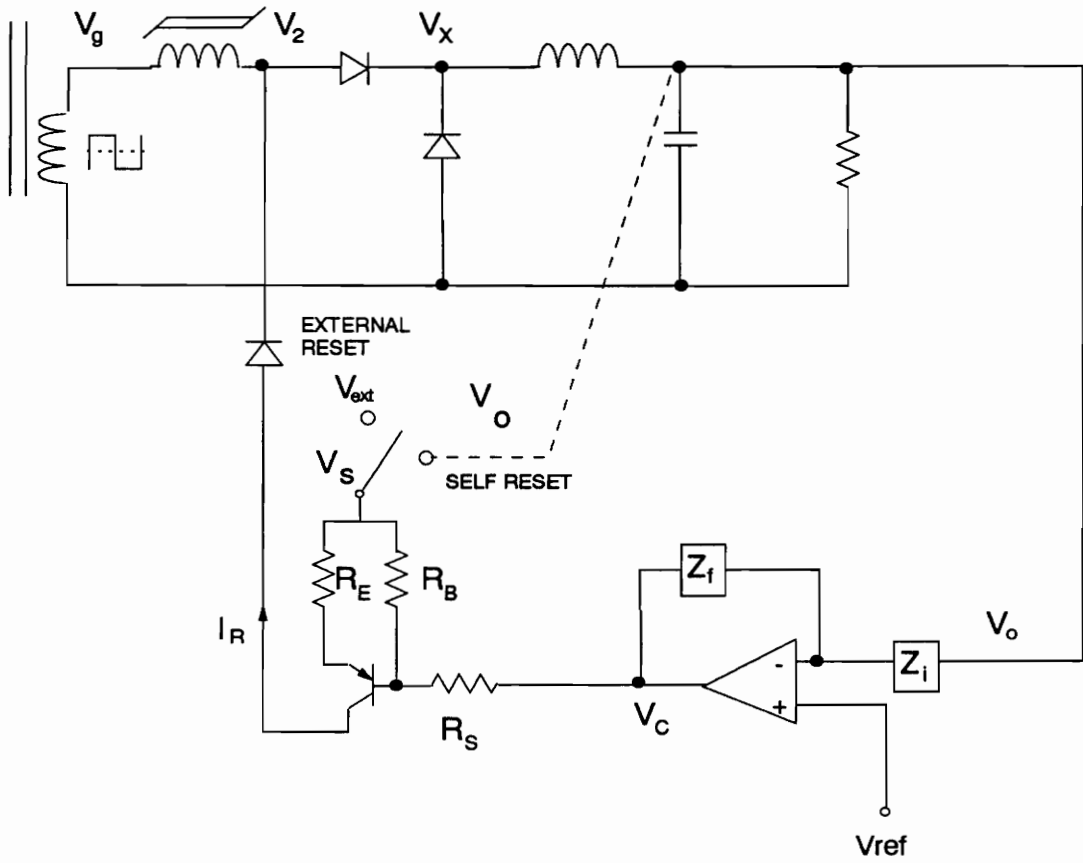 Vg
V2
VX
EXTERNAL
RESET
Vext
Vo
VS
SELF RESET
RE
RB
Zf
IR
Vo
-
Zi
+
RS
VC
Vref